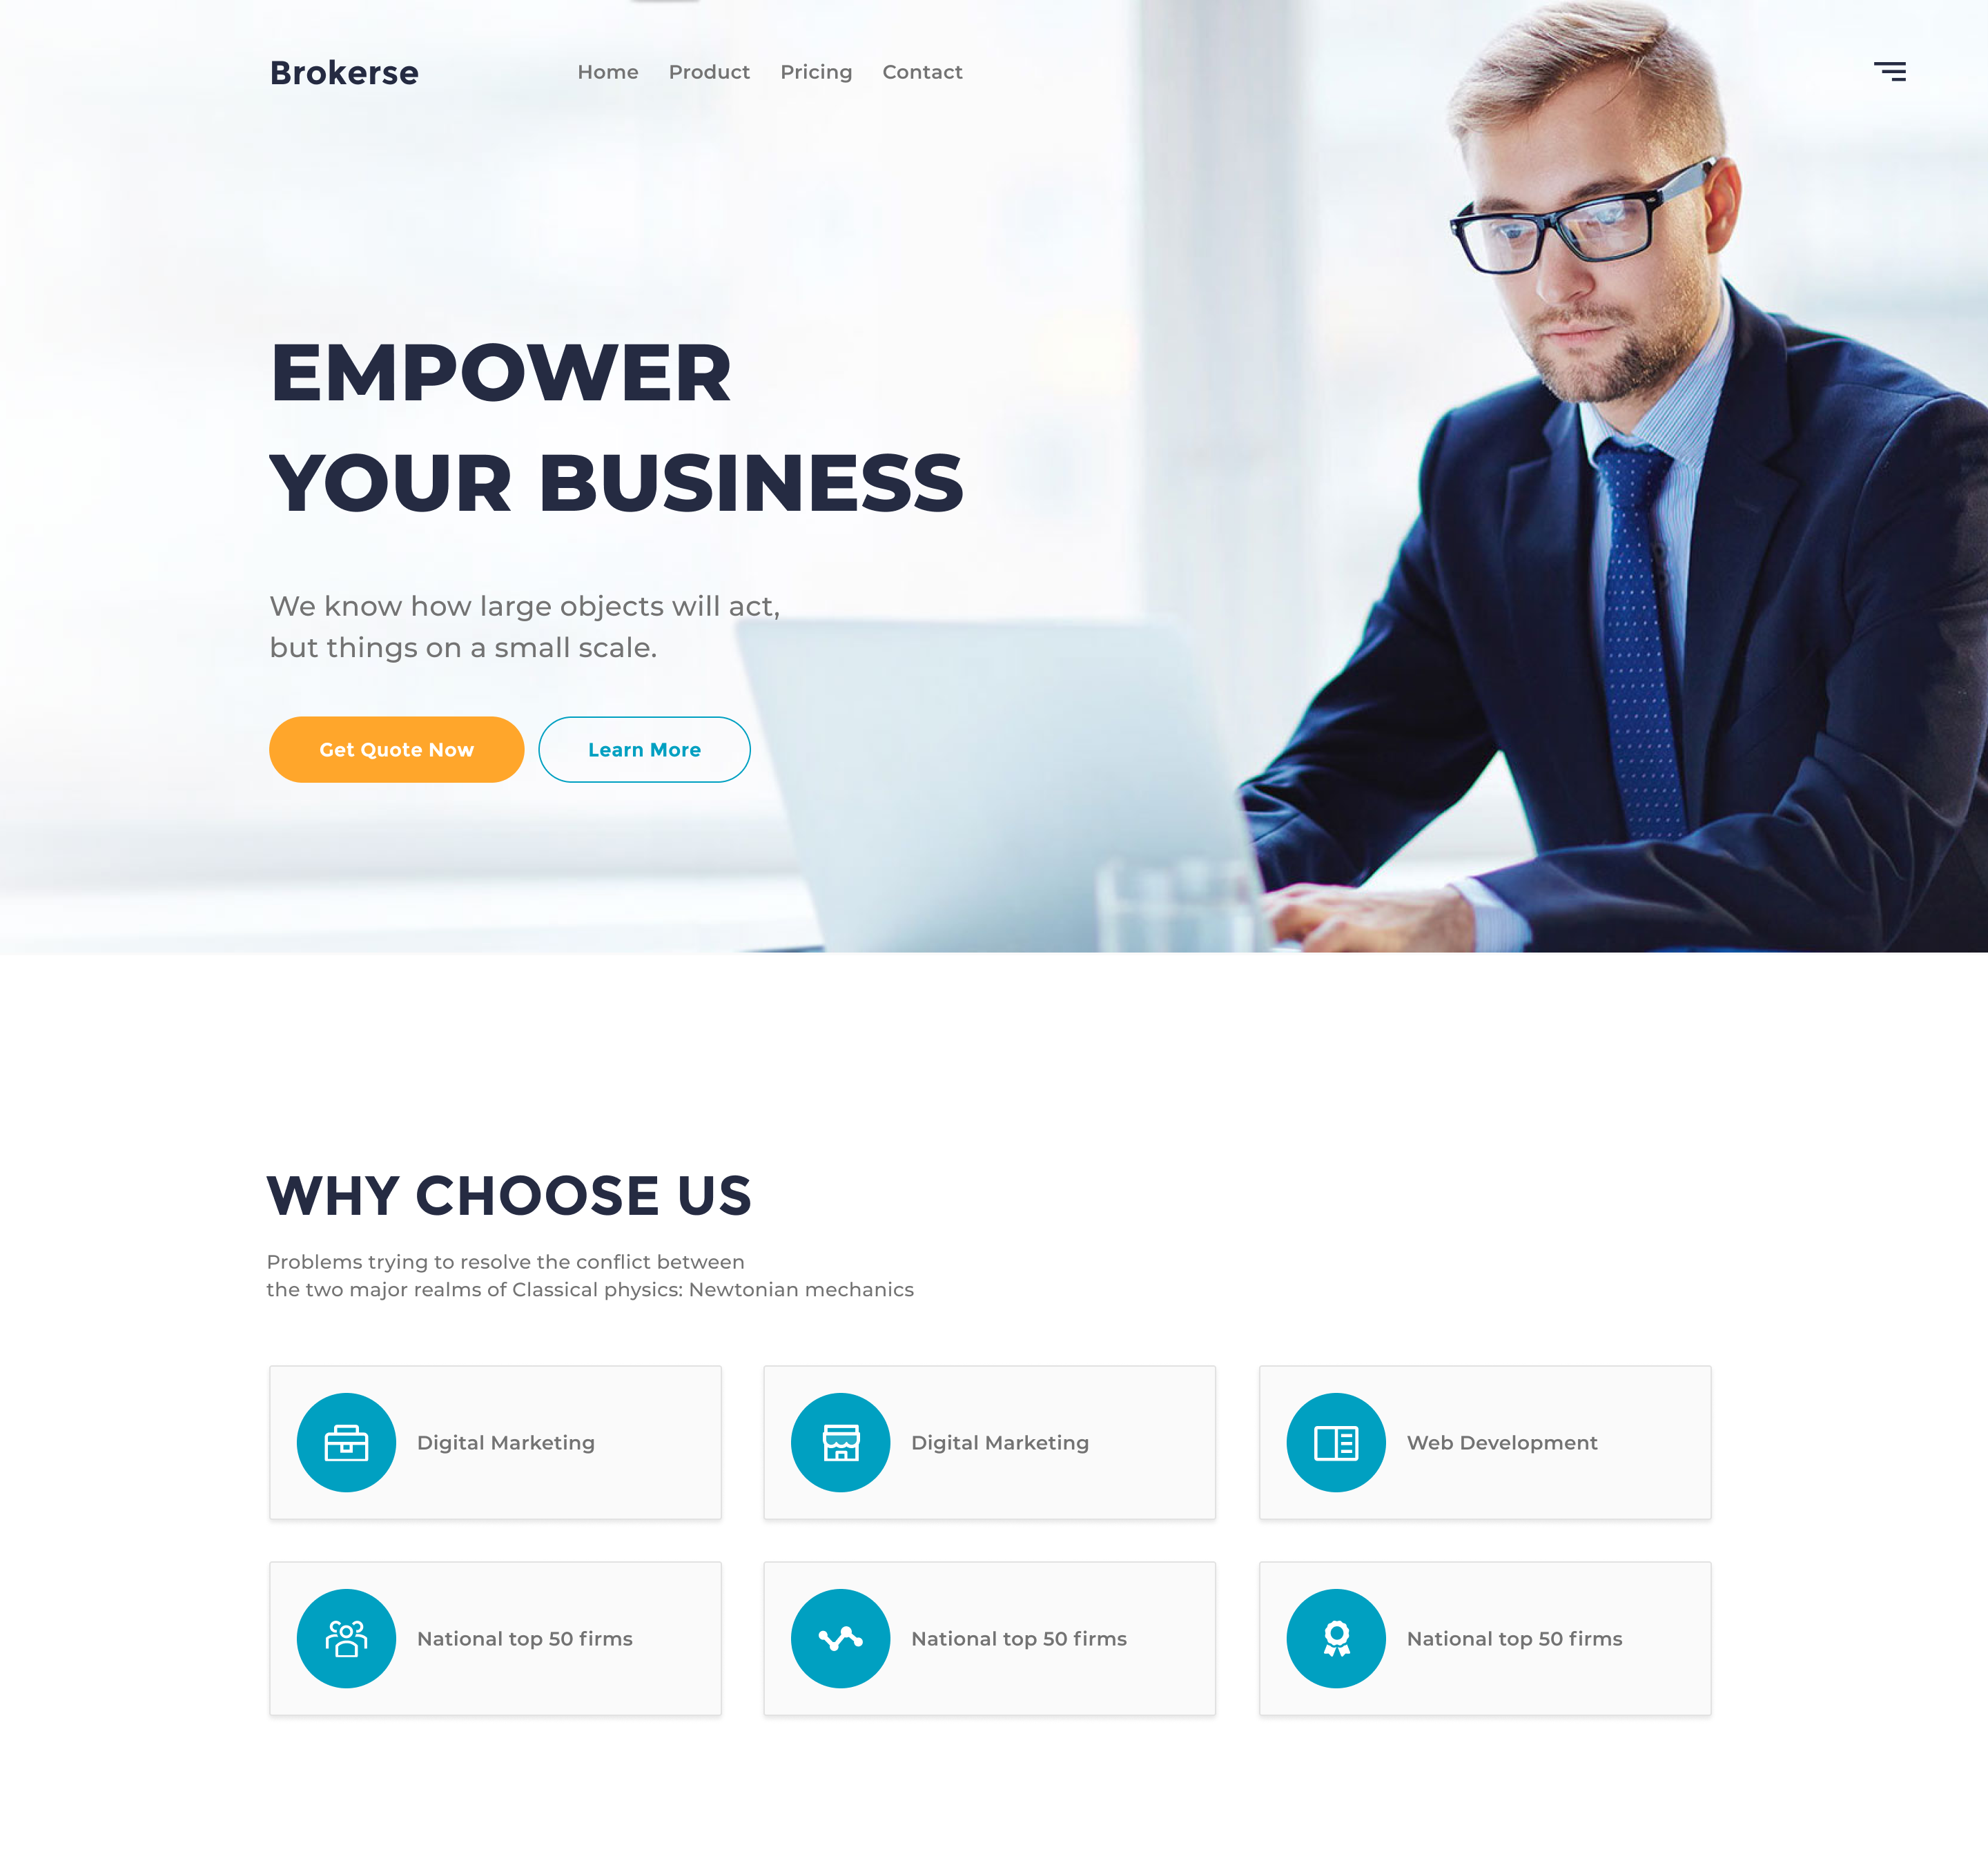 Brokerse
Home Product Pricing Contact
EMPOWER
YOUR BUSINESS
We know how large objects will act,
but things on a small scale.
Get Quote Now Learn More
WHY CHOOSE US
Problems trying to resolve the conflict between
the two major realms of Classical physics: Newtonian mechanics
Digital Marketing Digital Marketing Web Development
National top 50 firms National top 50 firms National top 50 firms